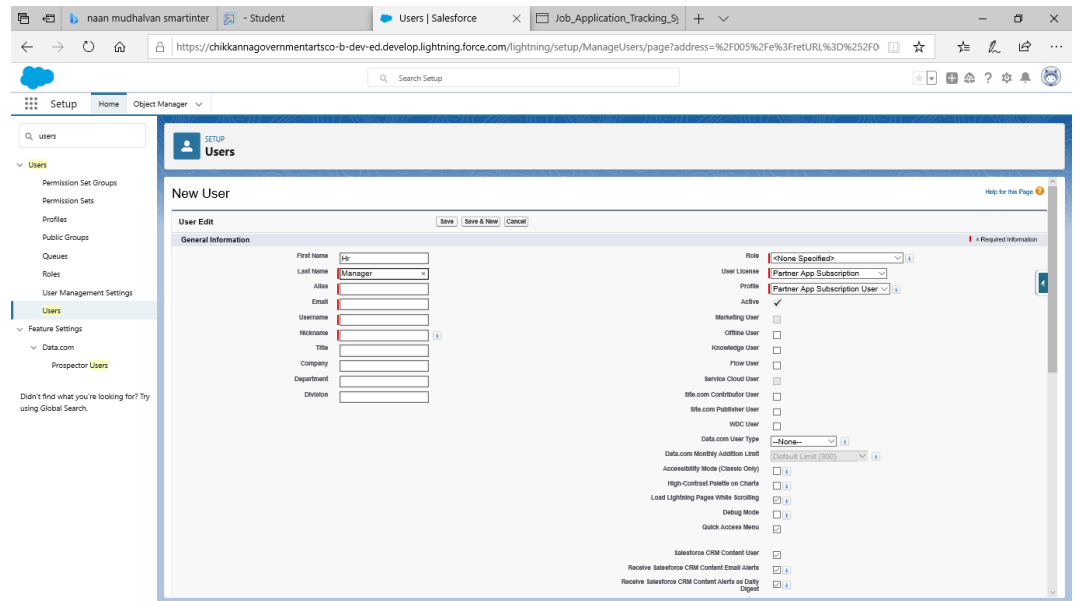 naan mudhalvan smartinter
- Student
Users | Salesforce
Job_Application_Tracking_Sy
https://chikkannagovernmentartsco-b-dev-ed.develop.lightning.force.com/lightning/setup/ManageUsers/page?address=%2F005%2Fe%3FretURL%3D%252F0
Search Setup
Setup
Home
Object Manager
users
Users
Permission Set Groups
Permission Sets
Profiles
Public Groups
Queues
Roles
User Management Settings
Users
Feature Settings
Data.com
Prospector Users
Didn't find what you're looking for? Try
using Global Search.
SETUP
Users
New User
Help for this Page
User Edit
Save
Save & New
Cancel
General Information
= Required Information
First Name Hr
Last Name Manager
Alias
Email
Username
Nickname
Title
Company
Department
Division
Role <None Specified>
User License Partner App Subscription
Profile Partner App Subscription User
Active
Marketing User
Offline User
Knowledge User
Flow User
Service Cloud User
Site.com Contributor User
Site.com Publisher User
WDC User
Data.com User Type --None--
Data.com Monthly Addition Limit Default Limit (300)
Accessibility Mode (Classic Only)
High-Contrast Palette on Charts
Load Lightning Pages While Scrolling
Debug Mode
Quick Access Menu
Salesforce CRM Content User
Receive Salesforce CRM Content Email Alerts
Receive Salesforce CRM Content Alerts as Daily
Digest